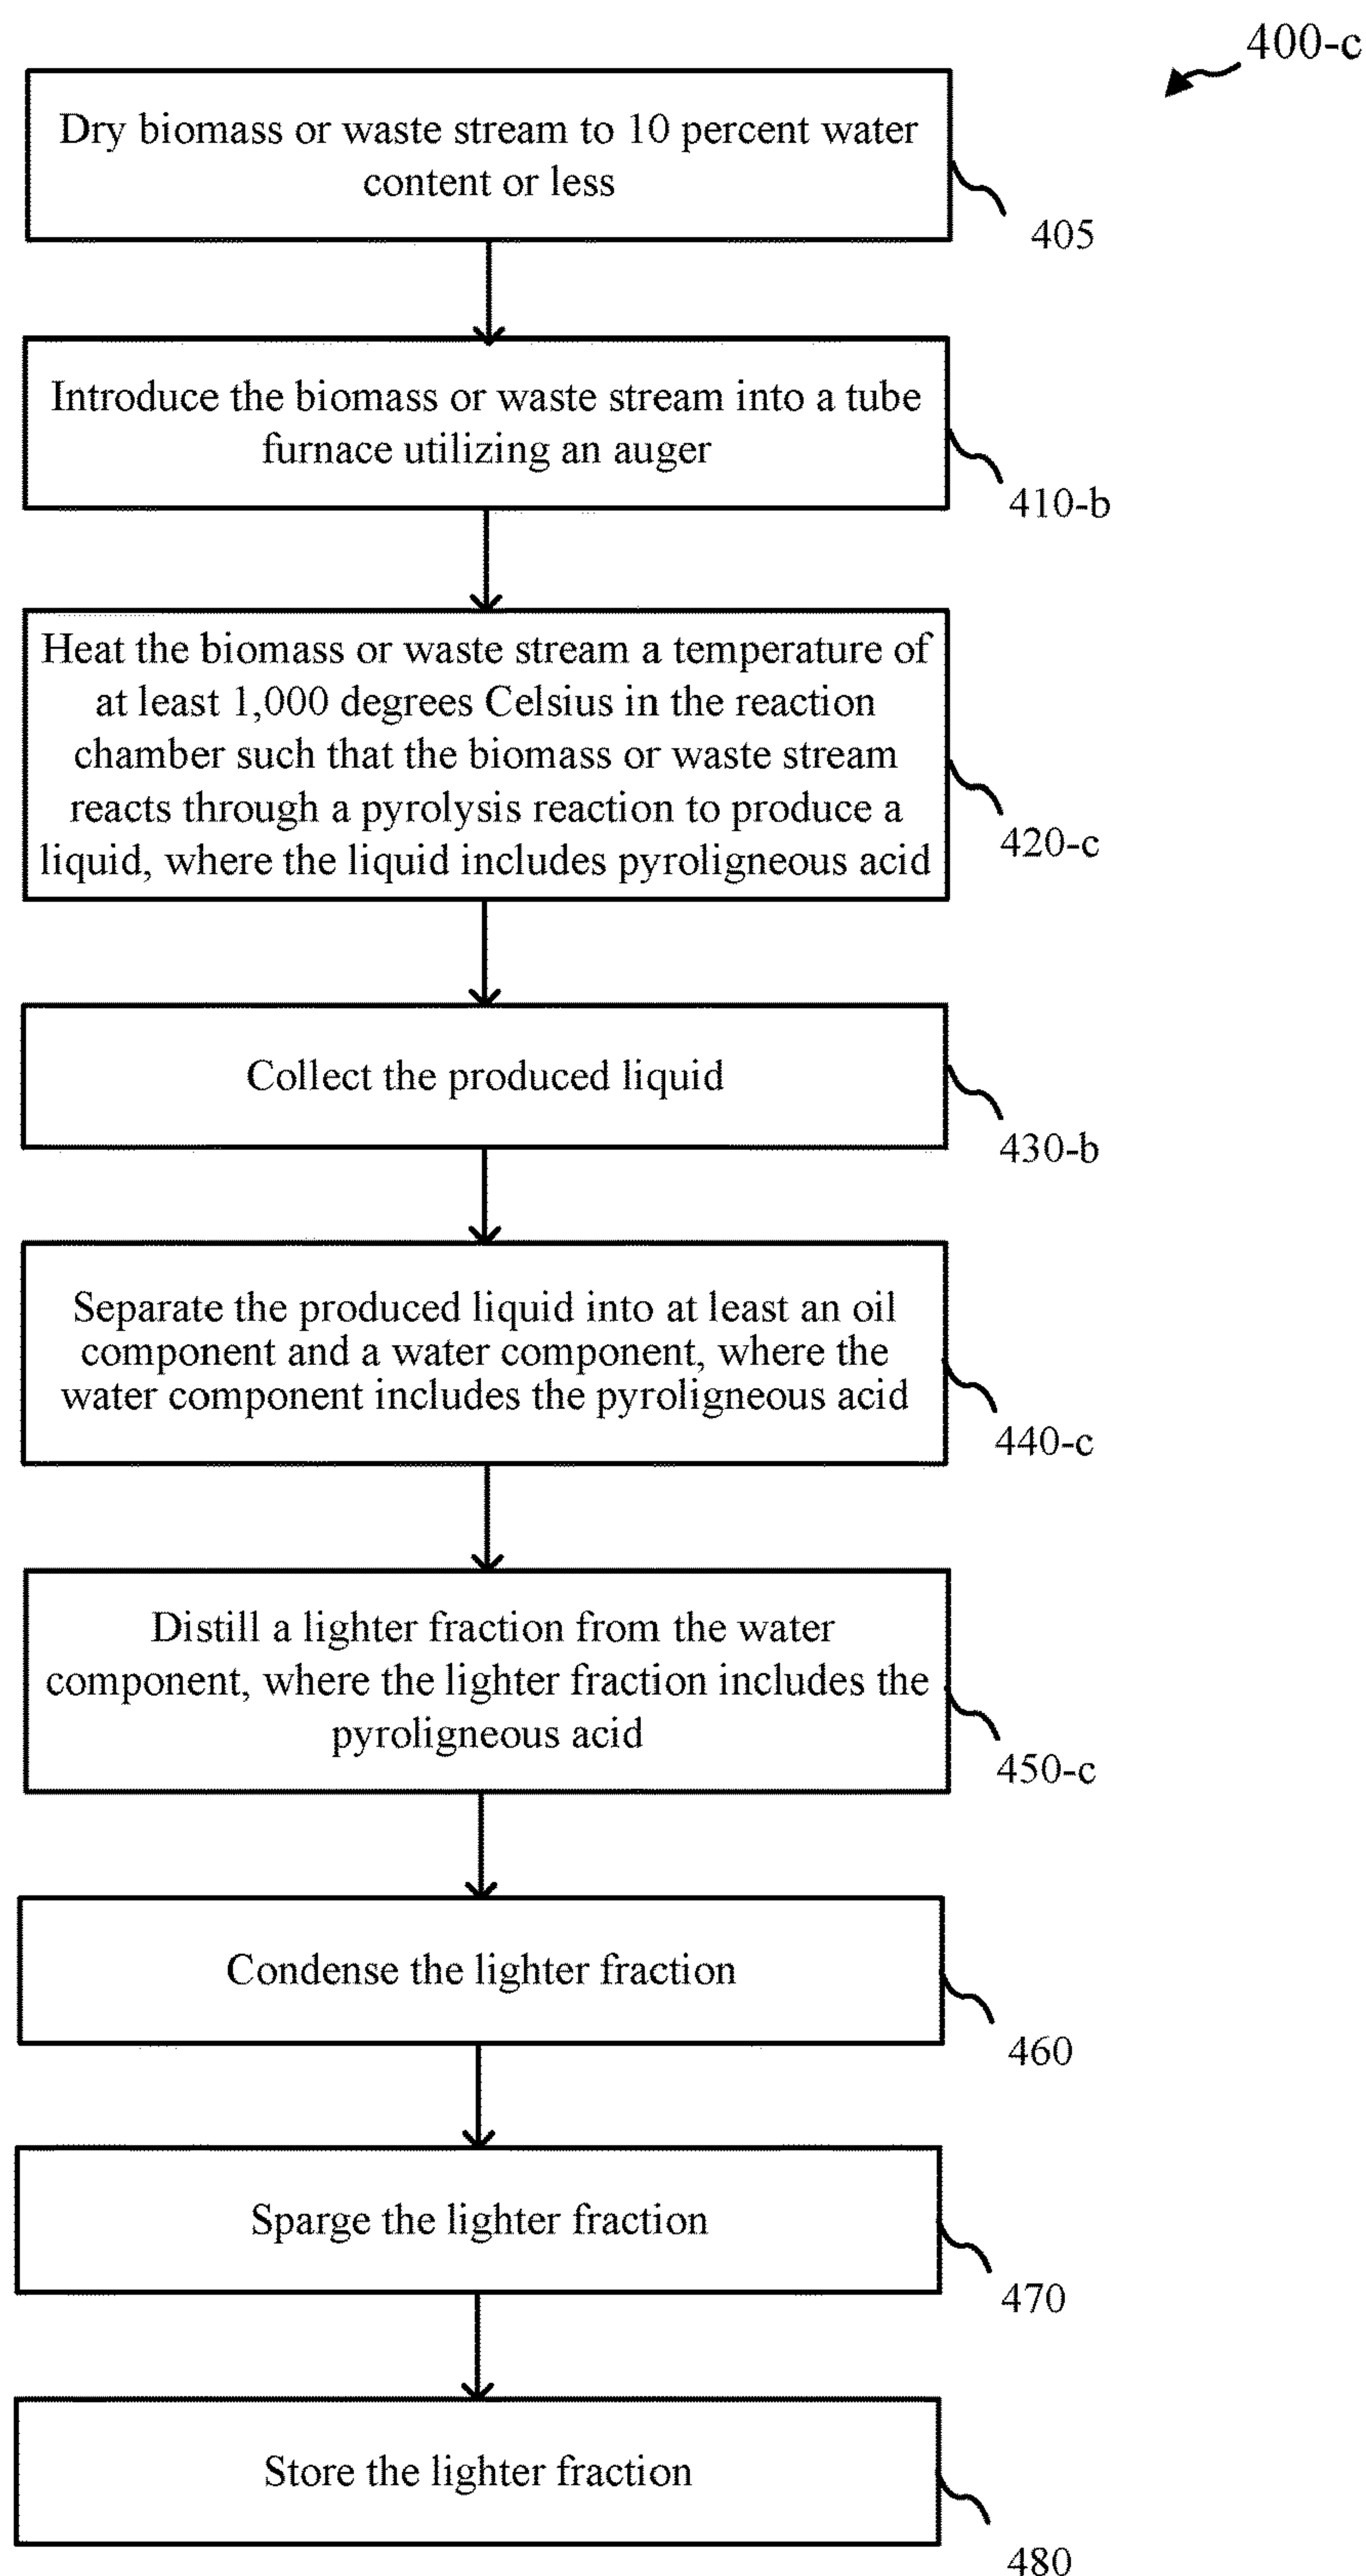 400-c
Dry biomass or waste stream to 10 percent water
content or less
405
Introduce the biomass or waste stream into a tube
furnace utilizing an auger
410-b
Heat the biomass or waste stream a temperature of
at least 1,000 degrees Celsius in the reaction
chamber such that the biomass or waste stream
reacts through a pyrolysis reaction to produce a
liquid, where the liquid includes pyroligneous acid
420-c
Collect the produced liquid
430-b
Separate the produced liquid into at least an oil
component and a water component, where the
water component includes the pyroligneous acid
440-c
Distill a lighter fraction from the water
component, where the lighter fraction includes the
pyroligneous acid
450-c
Condense the lighter fraction
460
Sparge the lighter fraction
470
Store the lighter fraction
480